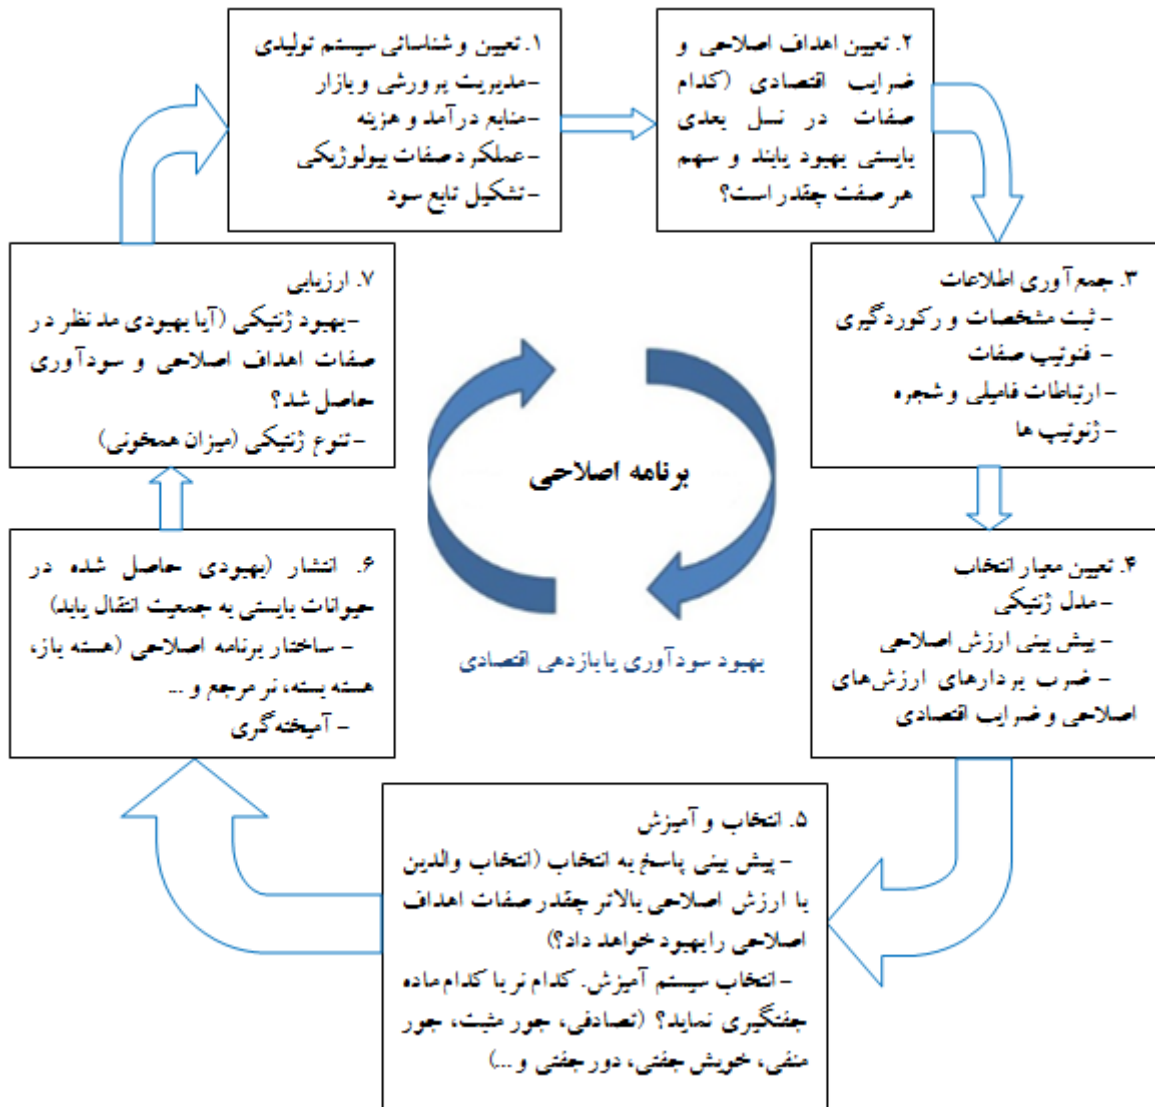 ۱. تعیین و شناسائی سیستم تولیدی
-مدیریت پرورشی و بازار
-منابع درآمد و هزینه
-عملکرد صفات بیولوژیکی
-تشکیل تابع سود
۲. تعیین اهداف اصلاحی و
ضرایب اقتصادی (کدام
صفات در نسل بعدی
بایستی بهبود یابند و سهم
هر صفت چقدر است؟
۳. جمع‌آوری اطلاعات
-ثبت مشخصات و رکوردگیری
- فنوتیپ صفات
-ارتباطات فامیلی و شجره
-ژنوتیپ ها
۴. تعیین معیار انتخاب
-مدل ژنتیکی
- پیش بینی ارزش اصلاحی
- ضرب بردارهای ارزش‌های
اصلاحی و ضرایب اقتصادی
۵. انتخاب و آمیزش
- پیش بینی پاسخ به انتخاب (انتخاب والدین
با ارزش اصلاحی بالاتر چقدر صفات اهداف
اصلاحی را بهبود خواهد داد؟)
-انتخاب سیستم آمیزش. کدام نر با کدام ماده
جفتگیری نماید؟ (تصادفی، جور مثبت، جور
منفی، خویش جفتی، دور جفتی و ...)
۶. انتشار (بهبودی حاصل شده در
حیوانات بایستی به جمعیت انتقال یابد)
- ساختار برنامه اصلاحی (هسته باز،
هسته بسته، نر مرجع و ...
- آمیخته‌گری
۷. ارزیابی
-بهبود ژنتیکی (آیا بهبودی مد نظر در
صفات اهداف اصلاحی و سودآوری
حاصل شد؟
-تنوع ژنتیکی (میزان همخونی)
برنامه اصلاحی
بهبود سودآوری یا بازدهی اقتصادی